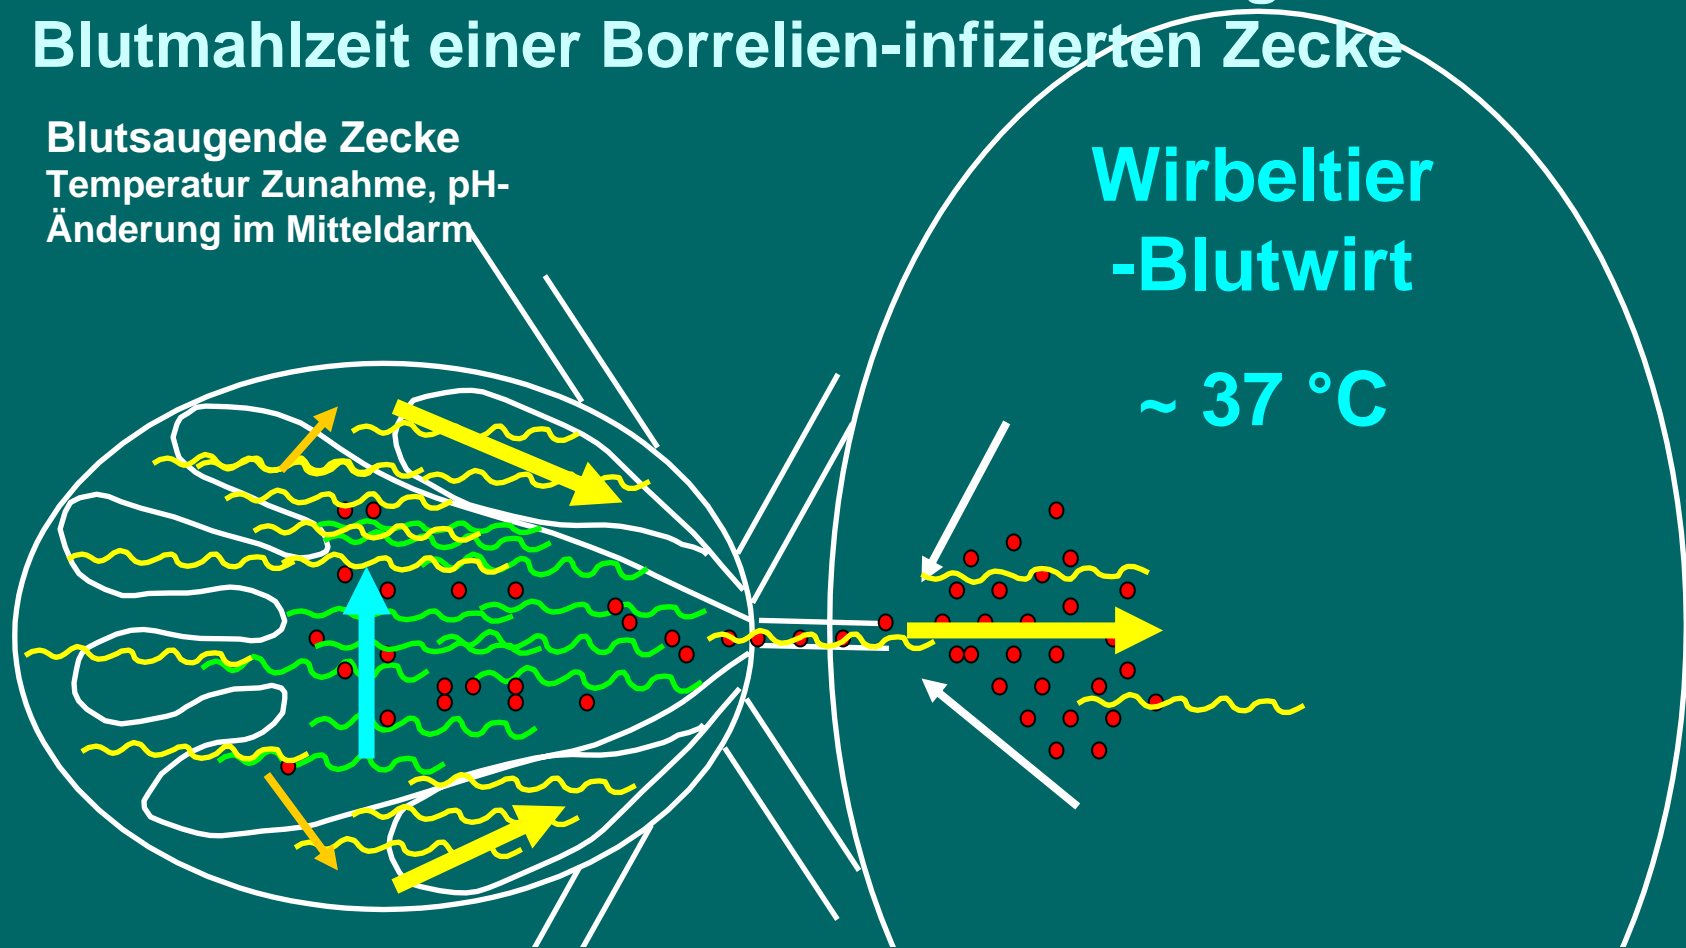 Blutmahlzeit einer Borrelien-infizierten Zecke
Blutsaugende Zecke
Temperatur Zunahme, pH-
Änderung im Mitteldarm
Wirbeltier
-Blutwirt
~ 37 °C